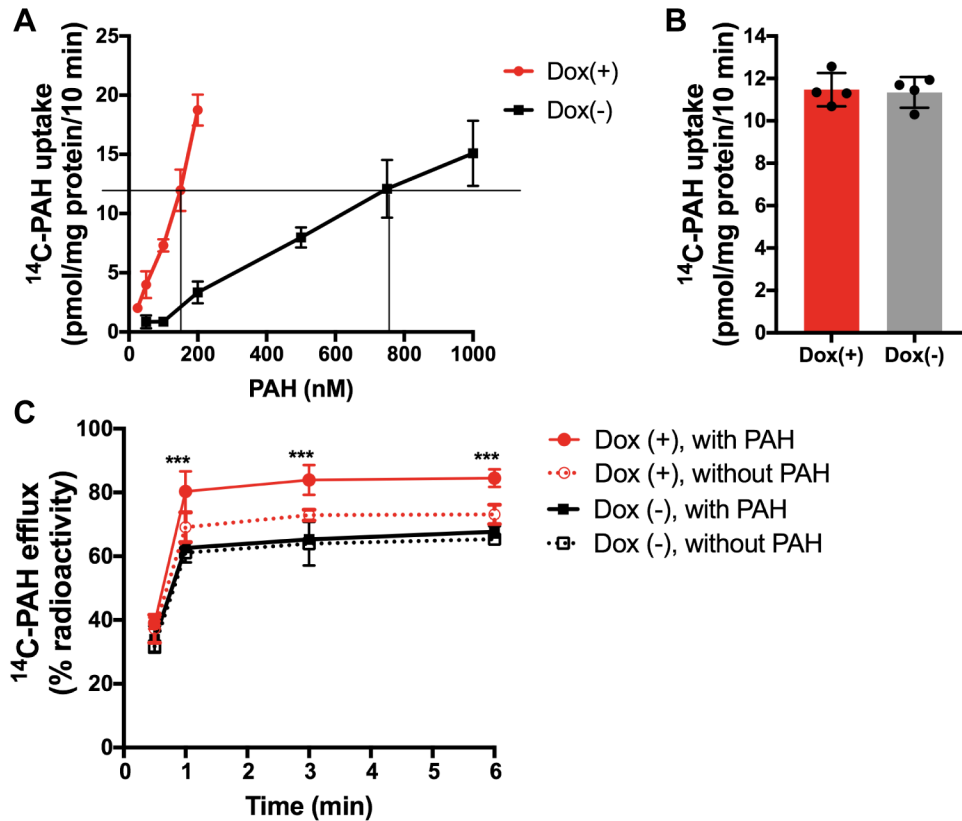 A
¹⁴C-PAH uptake
(pmol/mg protein/10 min)
25
20
15
10
5
0
0 200 400 600 800 1000
PAH (nM)
Dox(+)
Dox(-)
B
¹⁴C-PAH uptake
(pmol/mg protein/10 min)
14
12
10
8
6
4
2
0
Dox(+) Dox(-)
C
¹⁴C-PAH efflux
(% radioactivity)
100
80
60
40
20
0
*** *** ***
0 1 2 3 4 5 6
Time (min)
Dox (+), with PAH
Dox (+), without PAH
Dox (-), with PAH
Dox (-), without PAH